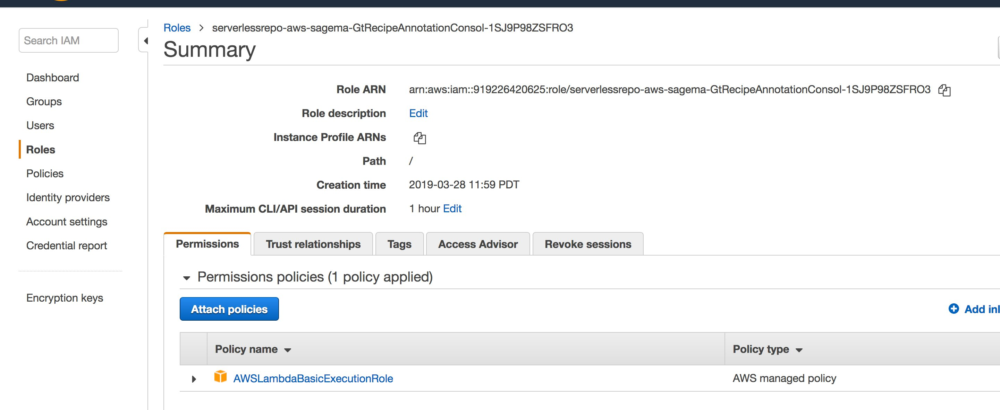 Roles > serverlessrepo-aws-sagema-GtRecipeAnnotationConsol-1SJ9P98ZSFRO3
Search IAM
Summary
Dashboard
Groups
Users
Roles
Policies
Identity providers
Account settings
Credential report
Encryption keys
Role ARN arn:aws:iam::919226420625:role/serverlessrepo-aws-sagema-GtRecipeAnnotationConsol-1SJ9P98ZSFRO3
Role description Edit
Instance Profile ARNs
Path /
Creation time 2019-03-28 11:59 PDT
Maximum CLI/API session duration 1 hour Edit
Permissions Trust relationships Tags Access Advisor Revoke sessions
Permissions policies (1 policy applied)
Attach policies Add inl
Policy name Policy type
AWSLambdaBasicExecutionRole AWS managed policy